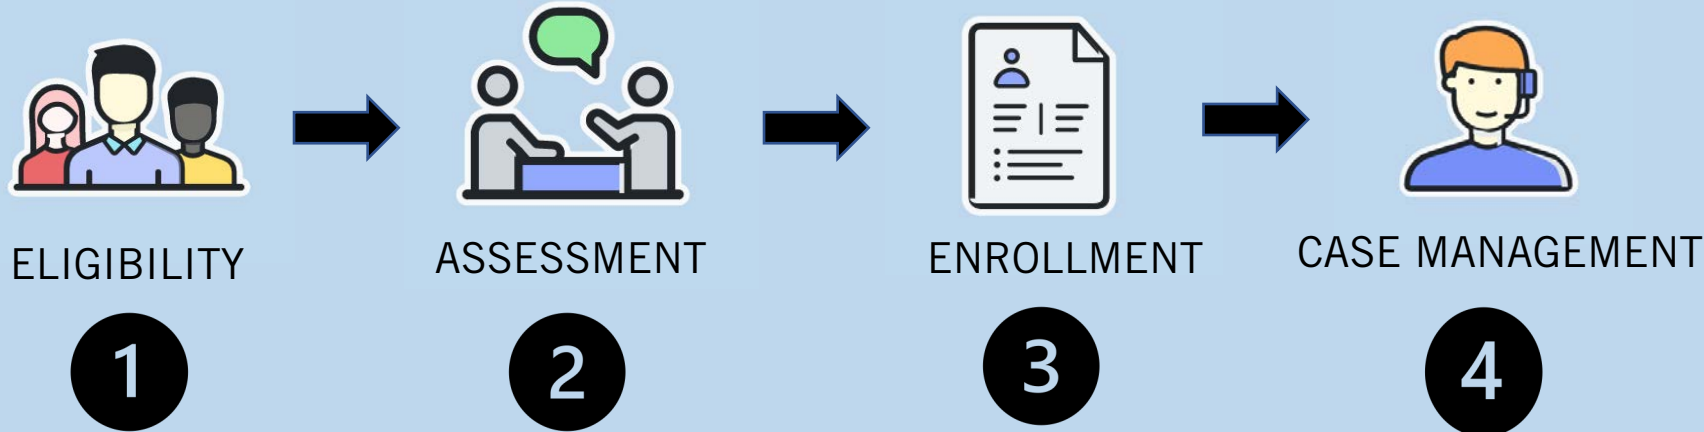 ELIGIBILITY
ASSESSMENT
ENROLLMENT
CASE MANAGEMENT
1
2
3
4